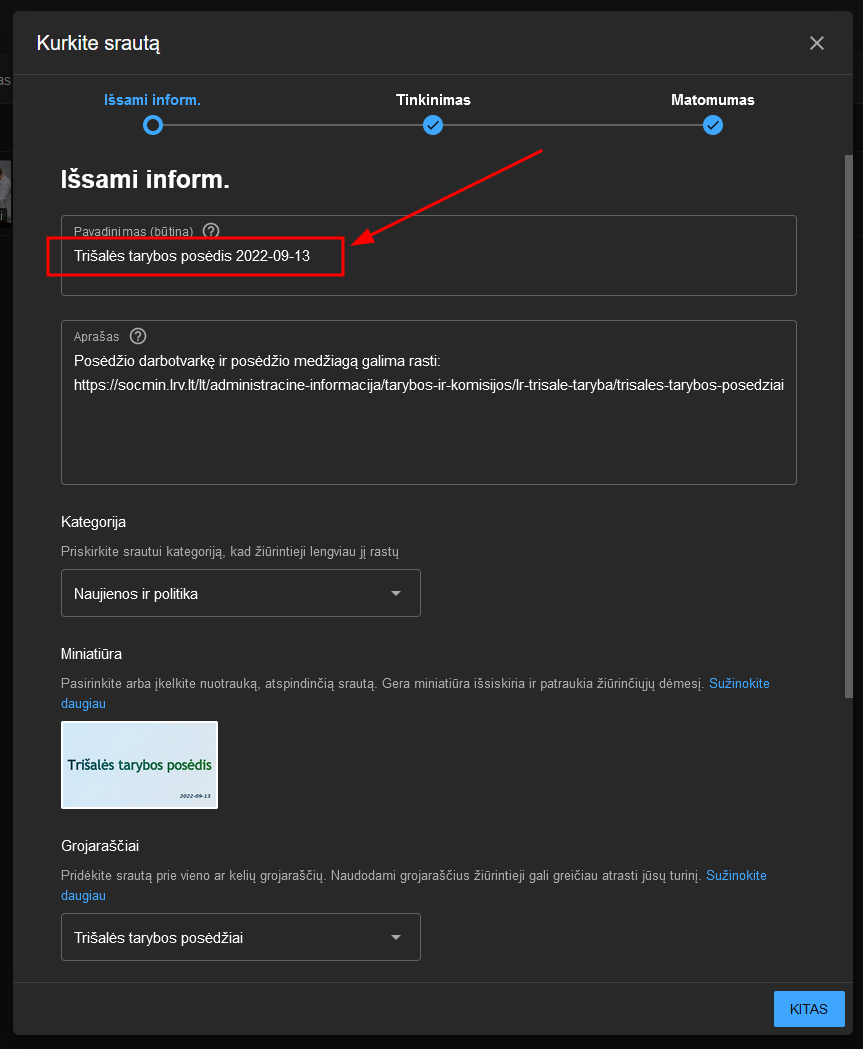 Kurkite srautą
as
Išsami inform.
Tinkinimas
Matomumas
Išsami inform.
Pavadinimas (būtina)
Trišalės tarybos posėdis 2022-09-13
Aprašas
Posėdžio darbotvarkę ir posėdžio medžiagą galima rasti:
https://socmin.lrv.lt/lt/administracine-informacija/tarybos-ir-komisijos/lr-trisale-taryba/trisales-tarybos-posedziai
Kategorija
Priskirkite srautui kategoriją, kad žiūrintieji lengviau jį rastų
Naujienos ir politika
Miniatiūra
Pasirinkite arba įkelkite nuotrauką, atspindinčią srautą. Gera miniatiūra išsiskiria ir patraukia žiūrinčiųjų dėmesį. Sužinokite
daugiau
Trišalės tarybos posėdis
2022-09-13
Grojaraščiai
Pridėkite srautą prie vieno ar kelių grojaraščių. Naudodami grojaraščius žiūrintieji gali greičiau atrasti jūsų turinį. Sužinokite
daugiau
Trišalės tarybos posėdžiai
KITAS